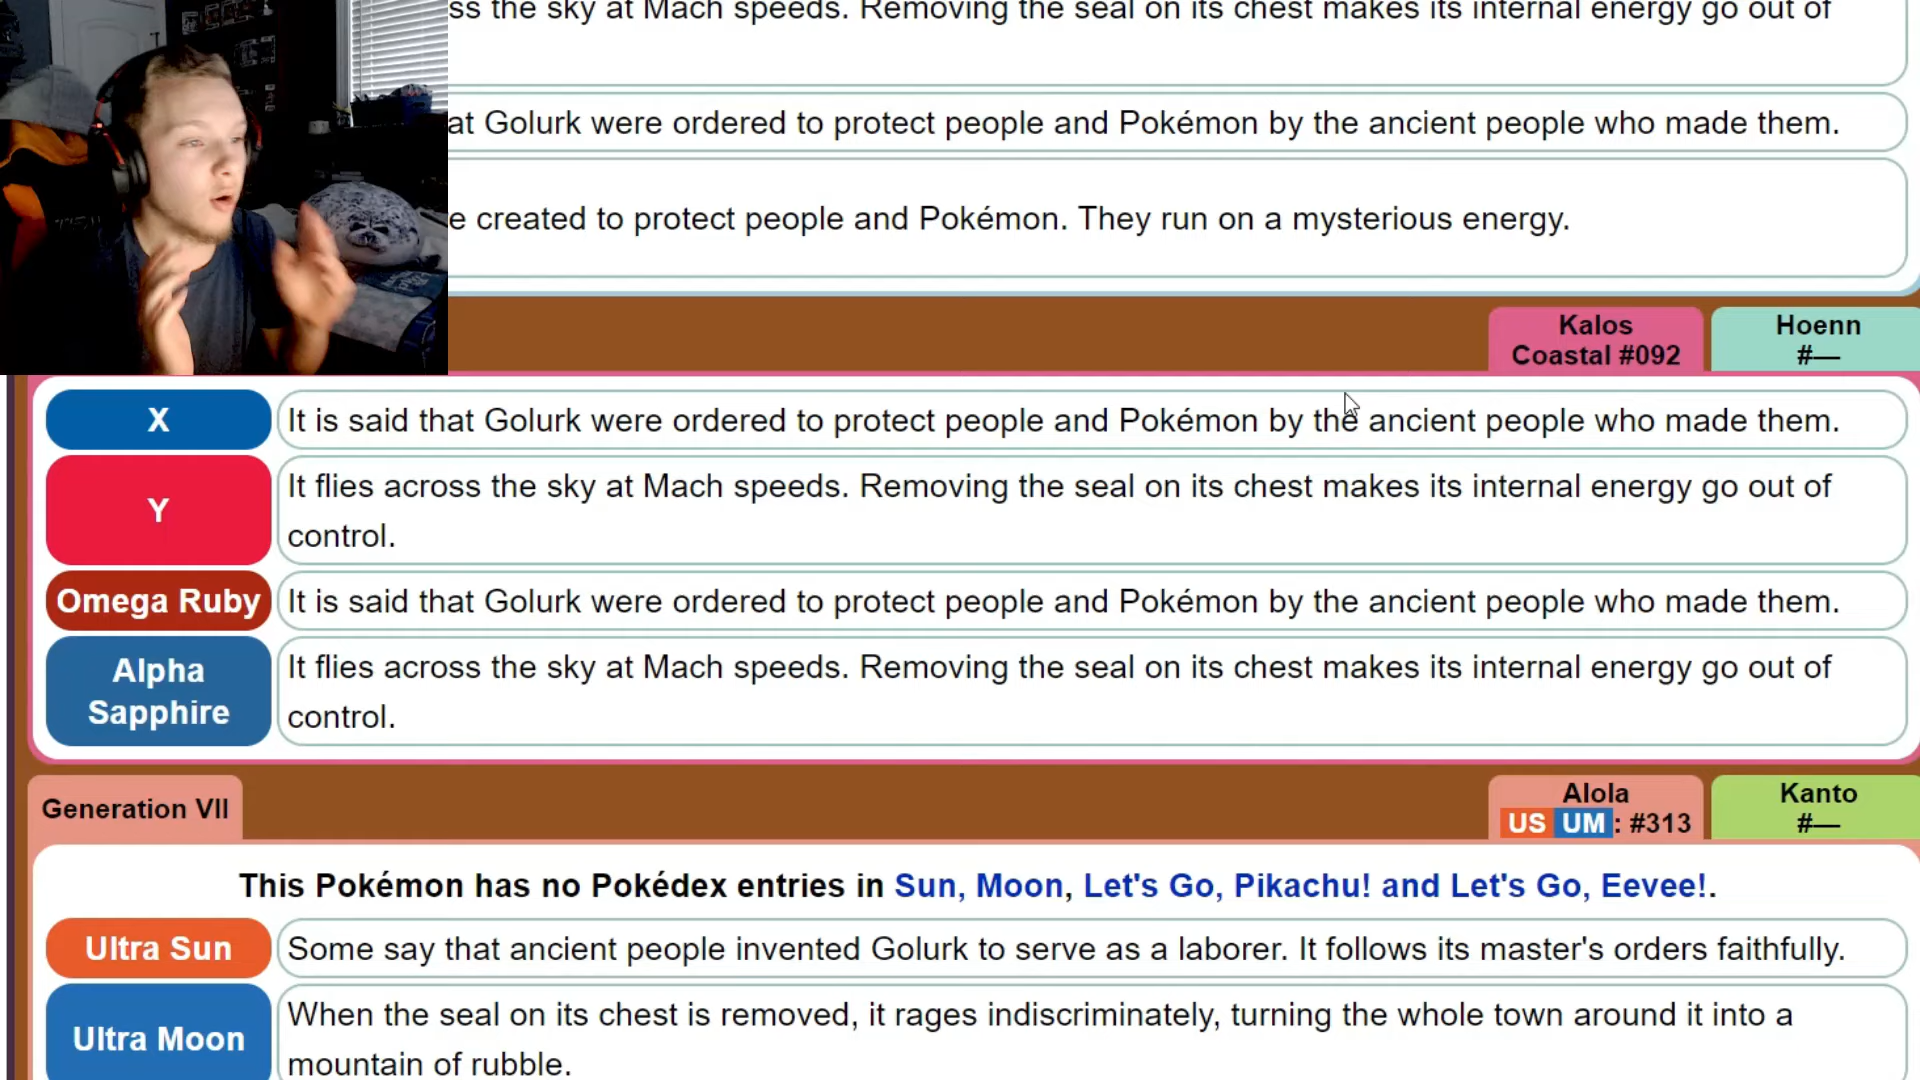 ss the sky at Mach speeds. Removing the seal on its chest makes its internal energy go out of
at Golurk were ordered to protect people and Pokémon by the ancient people who made them.
e created to protect people and Pokémon. They run on a mysterious energy.
Kalos
Coastal #092
Hoenn
#—
X
It is said that Golurk were ordered to protect people and Pokémon by the ancient people who made them.
Y
It flies across the sky at Mach speeds. Removing the seal on its chest makes its internal energy go out of
control.
Omega Ruby
It is said that Golurk were ordered to protect people and Pokémon by the ancient people who made them.
Alpha
Sapphire
It flies across the sky at Mach speeds. Removing the seal on its chest makes its internal energy go out of
control.
Generation VII
Alola
US UM : #313
Kanto
#—
This Pokémon has no Pokédex entries in Sun, Moon, Let's Go, Pikachu! and Let's Go, Eevee!.
Ultra Sun
Some say that ancient people invented Golurk to serve as a laborer. It follows its master's orders faithfully.
Ultra Moon
When the seal on its chest is removed, it rages indiscriminately, turning the whole town around it into a
mountain of rubble.